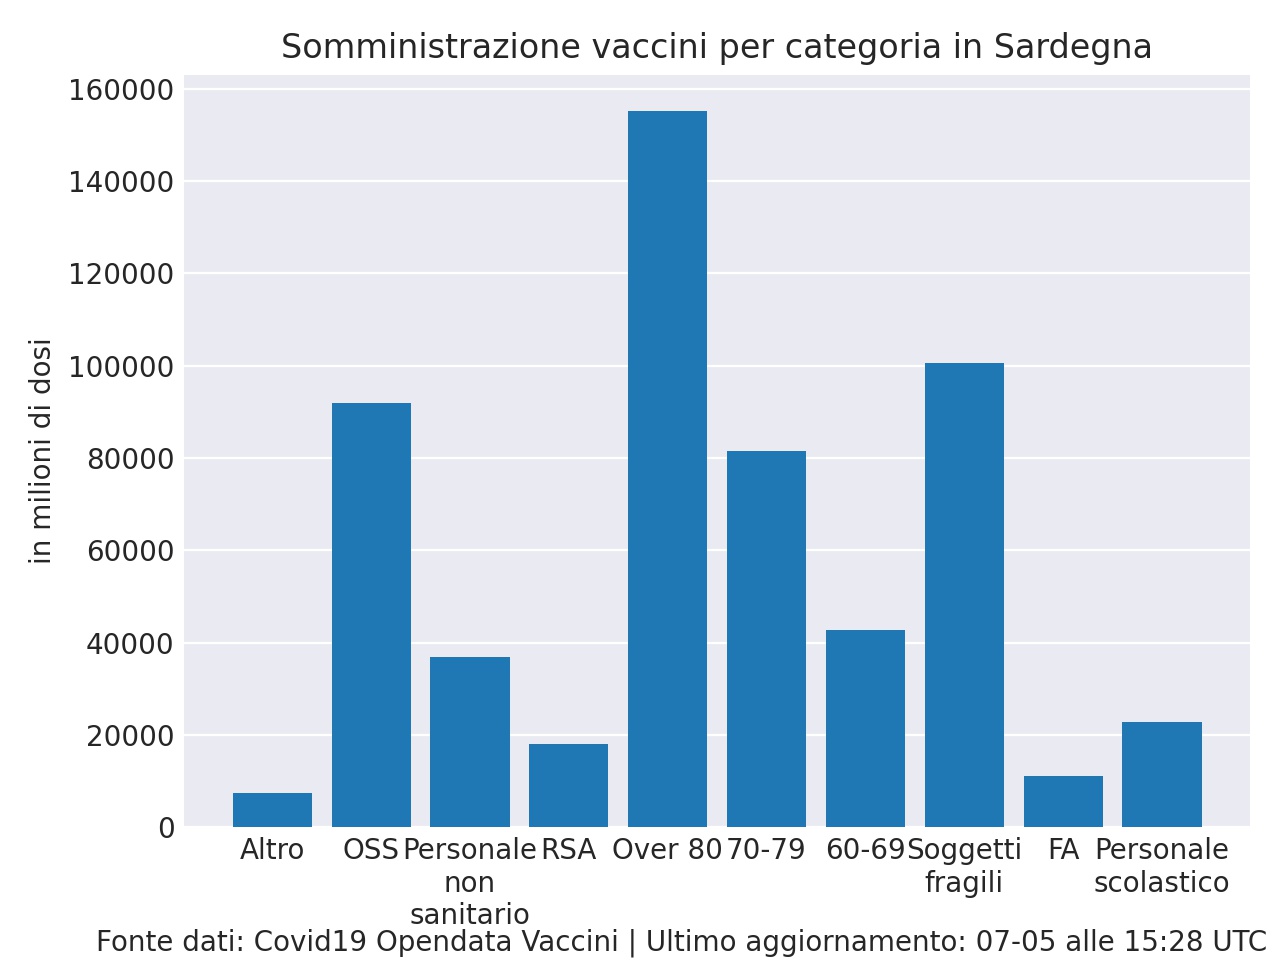 Somministrazione vaccini per categoria in Sardegna
in milioni di dosi
160000
140000
120000
100000
80000
60000
40000
20000
0
Altro
OSS
Personale
non
sanitario
RSA
Over 80
70-79
60-69
Soggetti
fragili
FA
Personale
scolastico
Fonte dati: Covid19 Opendata Vaccini | Ultimo aggiornamento: 07-05 alle 15:28 UTC